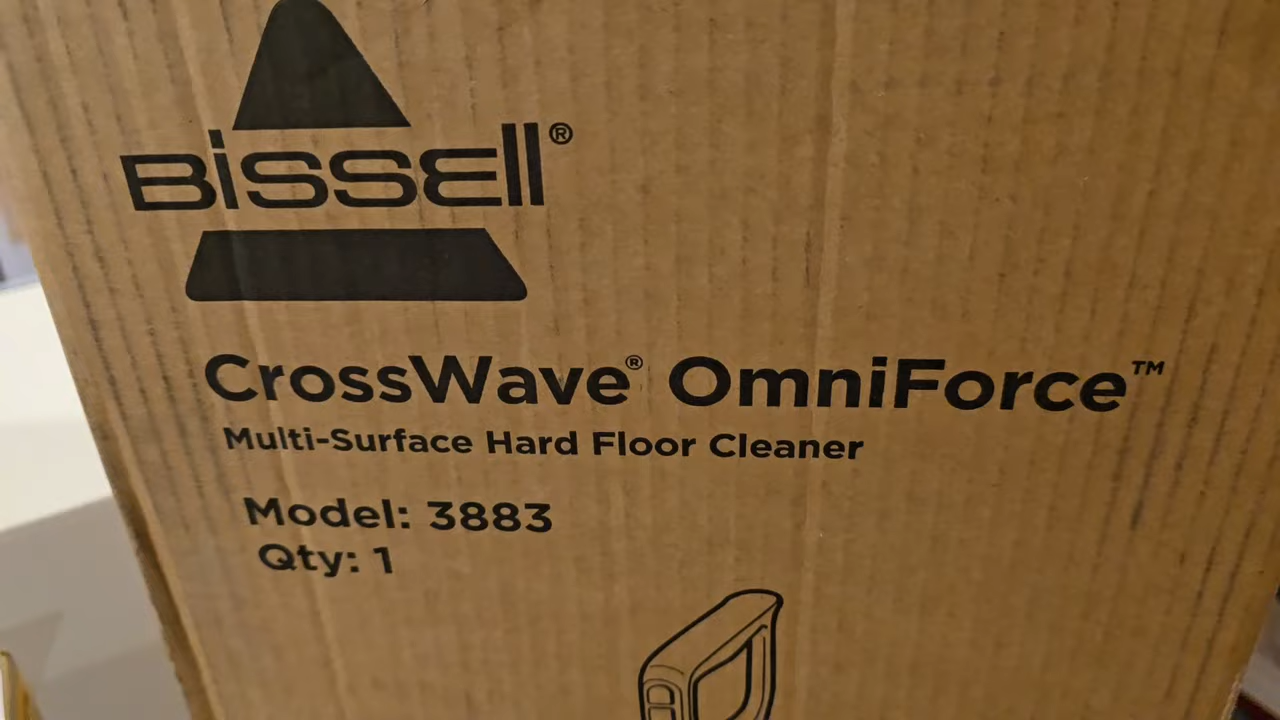 BISSELL®
CrossWave® OmniForce™
Multi-Surface Hard Floor Cleaner
Model: 3883
Qty: 1